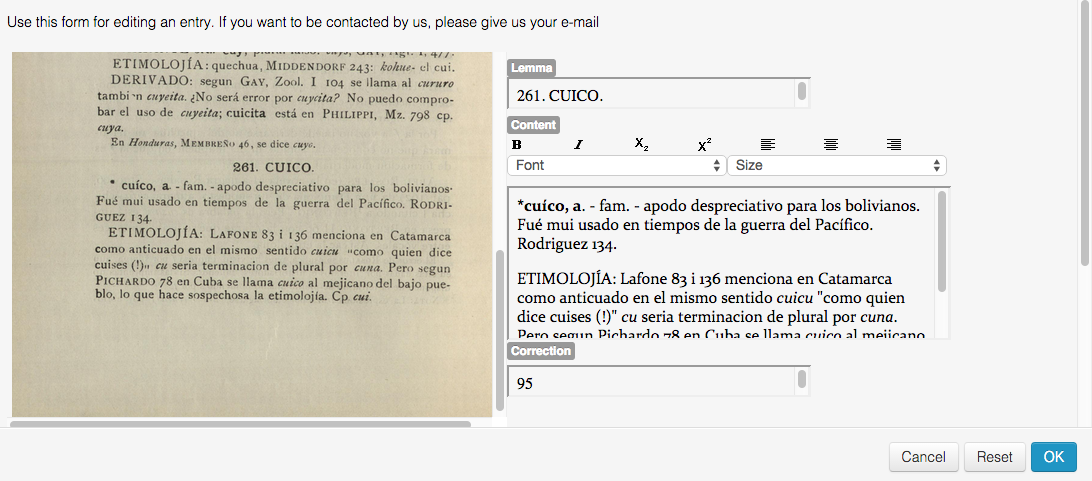 Use this form for editing an entry. If you want to be contacted by us, please give us your e-mail
ETIMOLOJÍA: quechua, MIDDENDORF 243: kohue- el cui.
DERIVADO: segun GAY, Zool. I 104 se llama al cururo
tambi n cuyeita. ¿No será error por cuycita? No puedo compro-
bar el uso de cuyeita; cuicita está en PHILIPPI, Mz. 798 cp.
cuya.
En Honduras, MEMBREÑO 46, se dice cuyo.
261. CUICO.
* cuíco, a. - fam. - apodo despreciativo para los bolivianos.
Fué mui usado en tiempos de la guerra del Pacífico. RODRI-
GUEZ 134.
ETIMOLOJÍA: LAFONE 83 i 136 menciona en Catamarca
como anticuado en el mismo sentido cuicu "como quien dice
cuises (!)" cu seria terminacion de plural por cuna. Pero segun
PICHARDO 78 en Cuba se llama cuico al mejicano del bajo pue-
blo, lo que hace sospechosa la etimolojía. Cp. cui.
Lemma
261. CUICO.
Content
B I X2 X2
Font Size
*cuíco, a. - fam. - apodo despreciativo para los bolivianos.
Fué mui usado en tiempos de la guerra del Pacífica.
Rodriguez 134.
ETIMOLOJÍA: Lafone 83 i 136 menciona en Catamarca
como anticuado en el mismo sentido cuicu "como quien
dice cuises (!)" cu seria terminacion de plural por cuna.
Pero segun Pichardo 78 en Cuba se llama cuico al mejicano
Correction
95
Cancel Reset OK